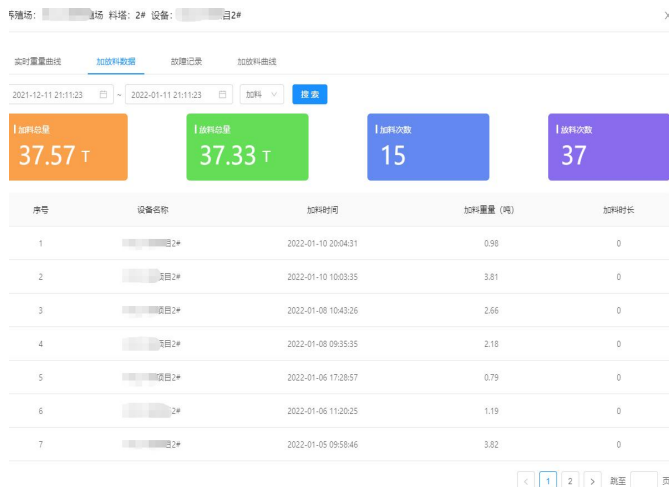 养殖场: 场 料塔: 2# 设备: 目2#
实时重量曲线 加放料数据 故障记录 加放料曲线
2021-12-11 21:11:23 ~ 2022-01-11 21:11:23 加料 搜索
加料总量 放料总量 加料次数 放料次数
37.57 T 37.33 T 15 37
序号 设备名称 加料时间 加料重量（吨） 加料时长
1 2# 2022-01-10 20:04:31 0.98 0
2 项目2# 2022-01-10 10:03:35 3.81 0
3 项目2# 2022-01-08 10:43:26 2.66 0
4 项目2# 2022-01-08 09:35:35 2.18 0
5 项目2# 2022-01-06 17:28:57 0.79 0
6 2# 2022-01-06 11:20:25 1.19 0
7 2# 2022-01-05 09:58:46 3.82 0
< 1 2 > 跳至 页